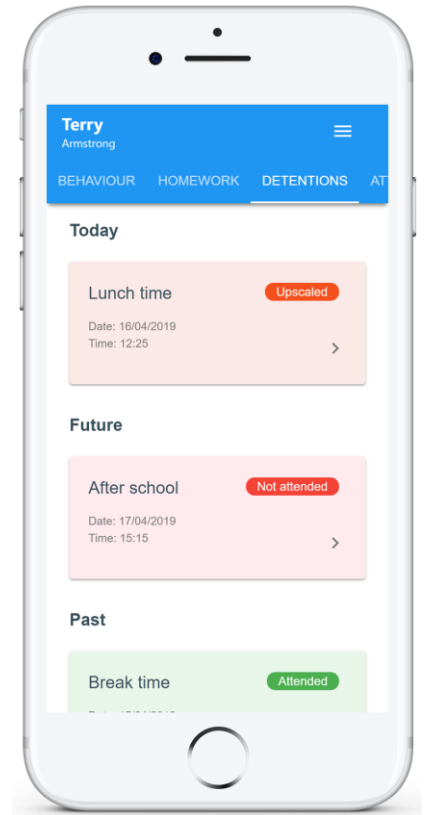 Terry
Armstrong
BEHAVIOUR HOMEWORK DETENTIONS
Today
Lunch time Upscaled
Date: 16/04/2019
Time: 12:25
Future
After school Not attended
Date: 17/04/2019
Time: 15:15
Past
Break time Attended